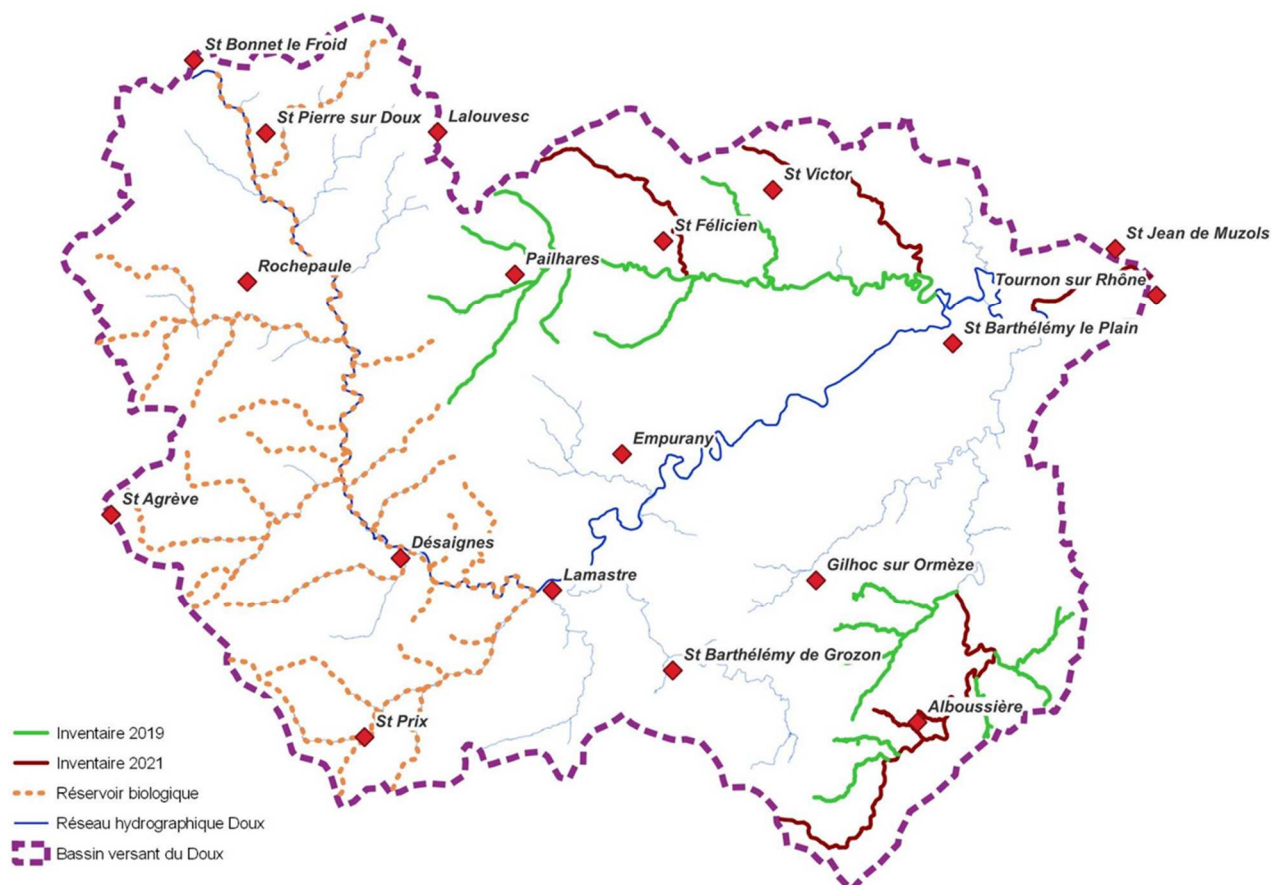 St Bonnet le Froid
St Pierre sur Doux
Lalouvesc
St Victor
St Félicien
St Jean de Muzols
Rochepaule
Pailhares
Tournon sur Rhône
St Barthélémy le Plain
Empurany
St Agrève
Désaignes
Lamastre
Gilhoc sur Ormèze
St Barthélémy de Grozon
Alboussière
St Prix
Inventaire 2019
Inventaire 2021
Réservoir biologique
Réseau hydrographique Doux
Bassin versant du Doux